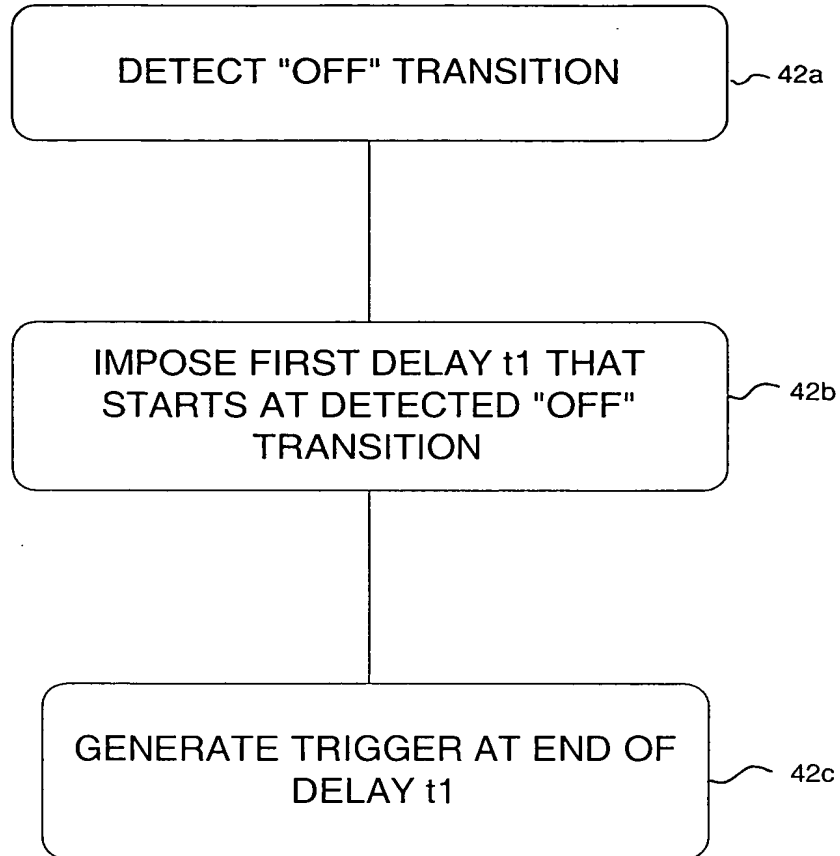 DETECT "OFF" TRANSITION
42a
IMPOSE FIRST DELAY t1 THAT
STARTS AT DETECTED "OFF"
TRANSITION
42b
GENERATE TRIGGER AT END OF
DELAY t1
42c